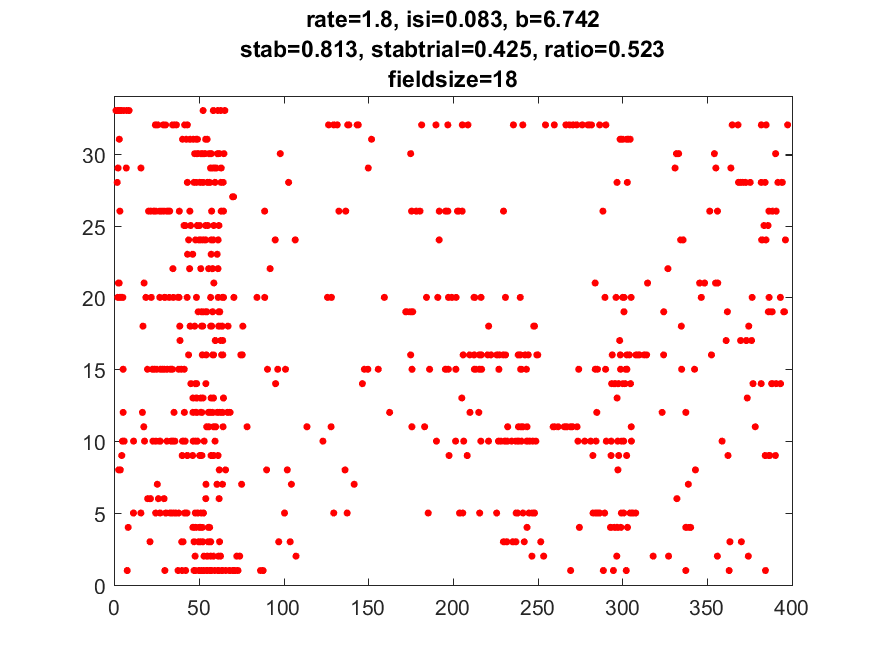 rate=1.8, isi=0.083, b=6.742
stab=0.813, stabtrial=0.425, ratio=0.523
fieldsize=18
30
25
20
15
10
5
0
0 50 100 150 200 250 300 350 400